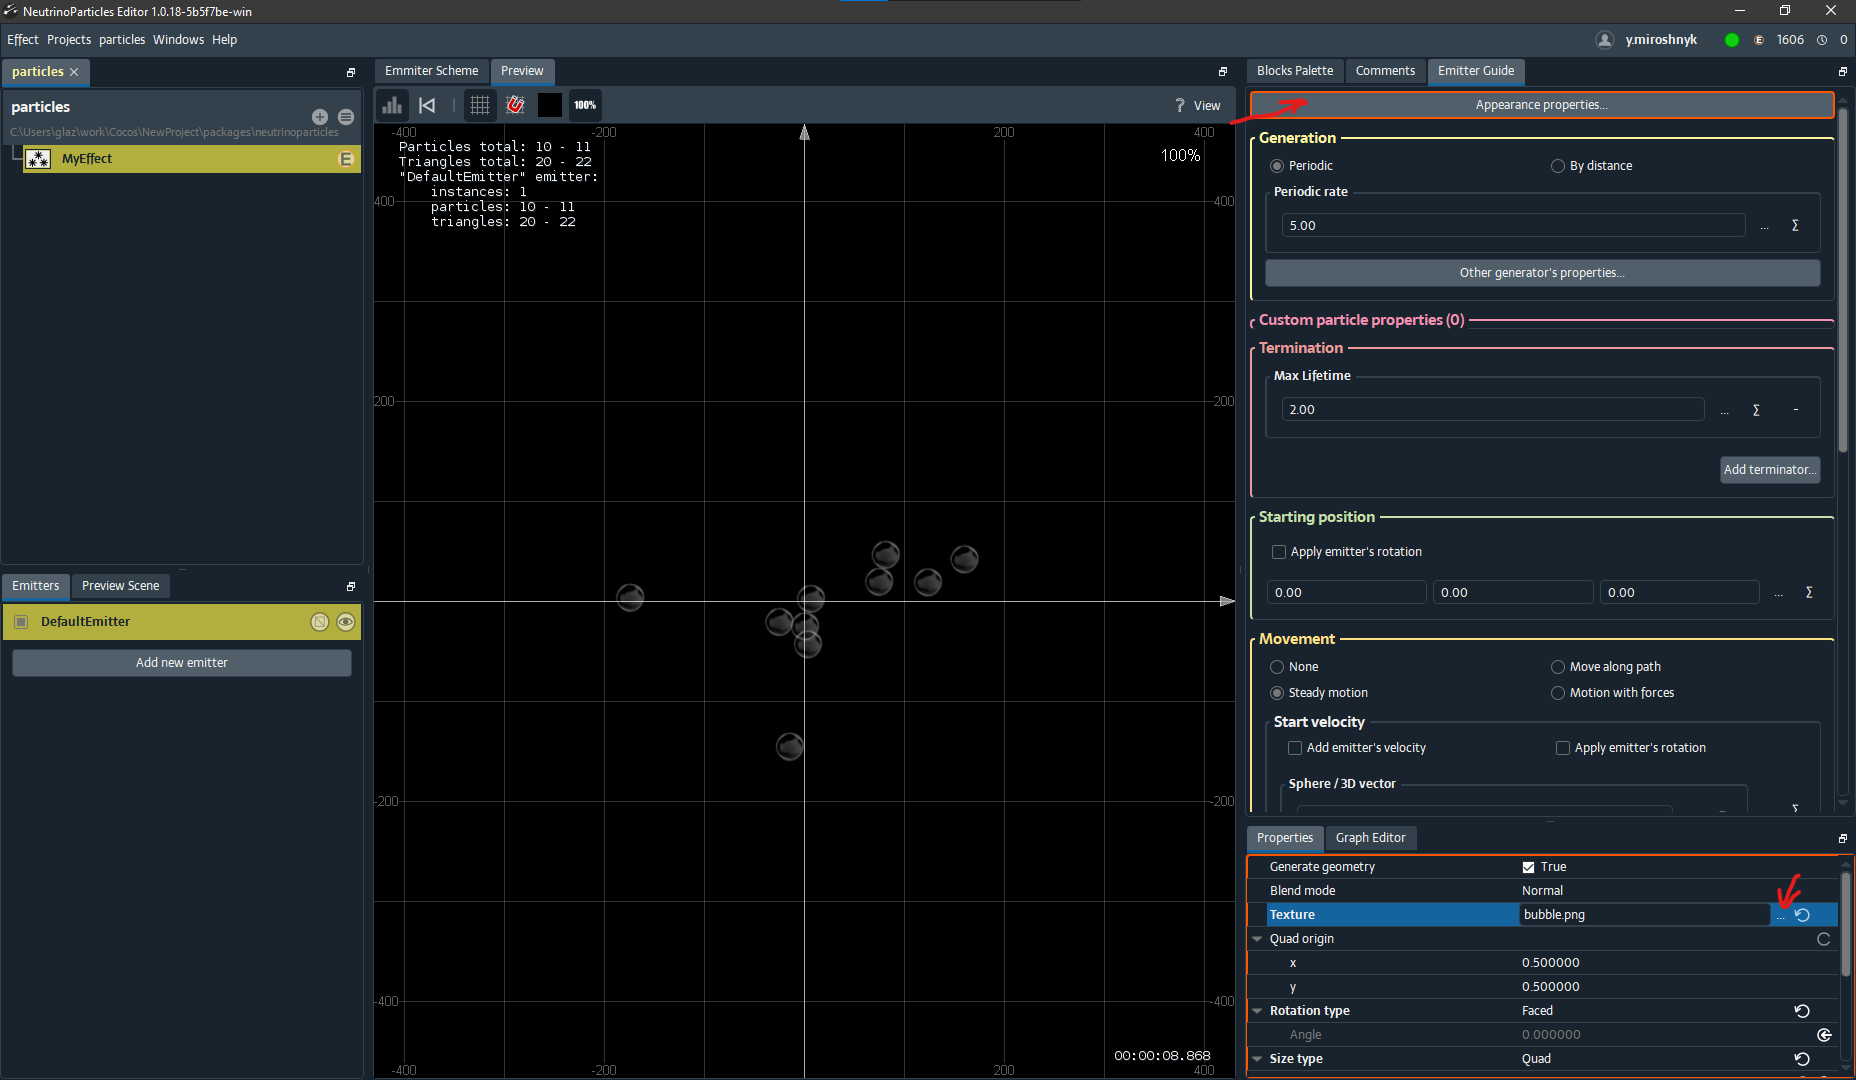 NeutrinoParticles Editor 1.0.18-5b5f7be-win
Effect Projects particles Windows Help
y.miroshnyk E 1606 0
particles
particles
C:\Users\glaz\work\Cocos\NewProject\packages\neutrinoparticles
MyEffect E
Emitters Preview Scene
DefaultEmitter
Add new emitter
Emmiter Scheme Preview
100% ? View
-400 -200 200 400
Particles total: 10 - 11
Triangles total: 20 - 22
"DefaultEmitter" emitter:
instances: 1
particles: 10 - 11
triangles: 20 - 22
100%
-400 400
200 200
-200 -200
-400 -400
00:00:08.868
-400 -200 200 400
Blocks Palette Comments Emitter Guide
Appearance properties...
Generation
Periodic By distance
Periodic rate
5.00 ... Σ
Other generator's properties...
Custom particle properties (0)
Termination
Max Lifetime
2.00 ... Σ -
Add terminator...
Starting position
Apply emitter's rotation
0.00 0.00 0.00 ... Σ
Movement
None Move along path
Steady motion Motion with forces
Start velocity
Add emitter's velocity Apply emitter's rotation
Sphere / 3D vector
Properties Graph Editor
Generate geometry True
Blend mode Normal
Texture bubble.png ...
Quad origin
x 0.500000
y 0.500000
Rotation type Faced
Angle 0.000000
Size type Quad